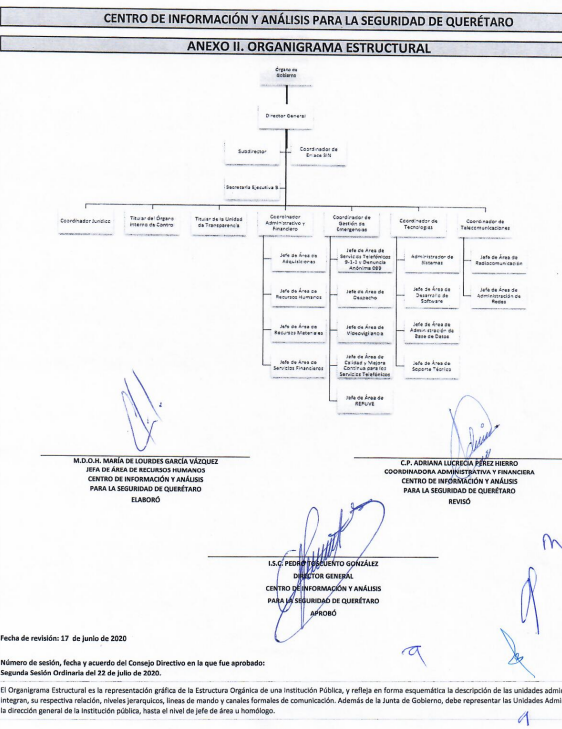 CENTRO DE INFORMACIÓN Y ANÁLISIS PARA LA SEGURIDAD DE QUERÉTARO
ANEXO II. ORGANIGRAMA ESTRUCTURAL
Órgano de
Gobierno
Director General
Subdirector
Coordinador de
Enlace SIN
Secretaria Ejecutiva B
Coordinador Jurídico
Titular del Órgano
Interno de Control
Titular de la Unidad
de Transparencia
Coordinador
Administrativo y
Financiero
Coordinador de
Gestión de
Emergencias
Coordinador de
Tecnologías
Coordinador de
Telecomunicaciones
Jefe de Área de
Adquisiciones
Jefe de Área de
Recursos Humanos
Jefe de Área de
Recursos Materiales
Jefe de Área de
Servicios Financieros
Jefe de Área de
Servicios Telefónicos
9-1-1 y Denuncia
Anónima 089
Jefe de Área de
Despacho
Jefe de Área de
Videovigilancia
Jefe de Área de
Calidad y Mejora
Continua para los
Servicios Telefónicos
Jefe de Área de
REPUVE
Administrador de
Sistemas
Jefe de Área de
Desarrollo de
Software
Jefe de Área de
Administración de
Base de Datos
Jefe de Área de
Soporte Técnico
Jefe de Área de
Radiocomunicación
Jefe de Área de
Administración de
Redes
M.D.O.H. MARÍA DE LOURDES GARCÍA VÁZQUEZ
JEFA DE ÁREA DE RECURSOS HUMANOS
CENTRO DE INFORMACIÓN Y ANÁLISIS
PARA LA SEGURIDAD DE QUERÉTARO
ELABORÓ
C.P. ADRIANA LUCRECIA PÉREZ HIERRO
COORDINADORA ADMINISTRATIVA Y FINANCIERA
CENTRO DE INFORMACIÓN Y ANÁLISIS
PARA LA SEGURIDAD DE QUERÉTARO
REVISÓ
I.S.C. PEDRO TOSCUENTO GONZÁLEZ
DIRECTOR GENERAL
CENTRO DE INFORMACIÓN Y ANÁLISIS
PARA LA SEGURIDAD DE QUERÉTARO
APROBÓ
Fecha de revisión: 17 de junio de 2020
Número de sesión, fecha y acuerdo del Consejo Directivo en la que fue aprobado:
Segunda Sesión Ordinaria del 22 de julio de 2020.
El Organigrama Estructural es la representación gráfica de la Estructura Orgánica de una Institución Pública, y refleja en forma esquemática la descripción de las unidades admi
integran, su respectiva relación, niveles jerarquicos, líneas de mando y canales formales de comunicación. Además de la Junta de Gobierno, debe representar las Unidades Admi
la dirección general de la institución pública, hasta el nivel de jefe de área u homólogo.